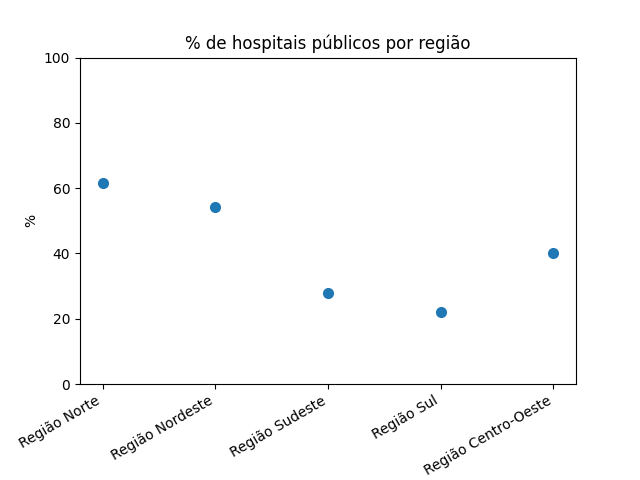 % de hospitais públicos por região
100
80
60
40
20
0
%
Região Norte
Região Nordeste
Região Sudeste
Região Sul
Região Centro-Oeste